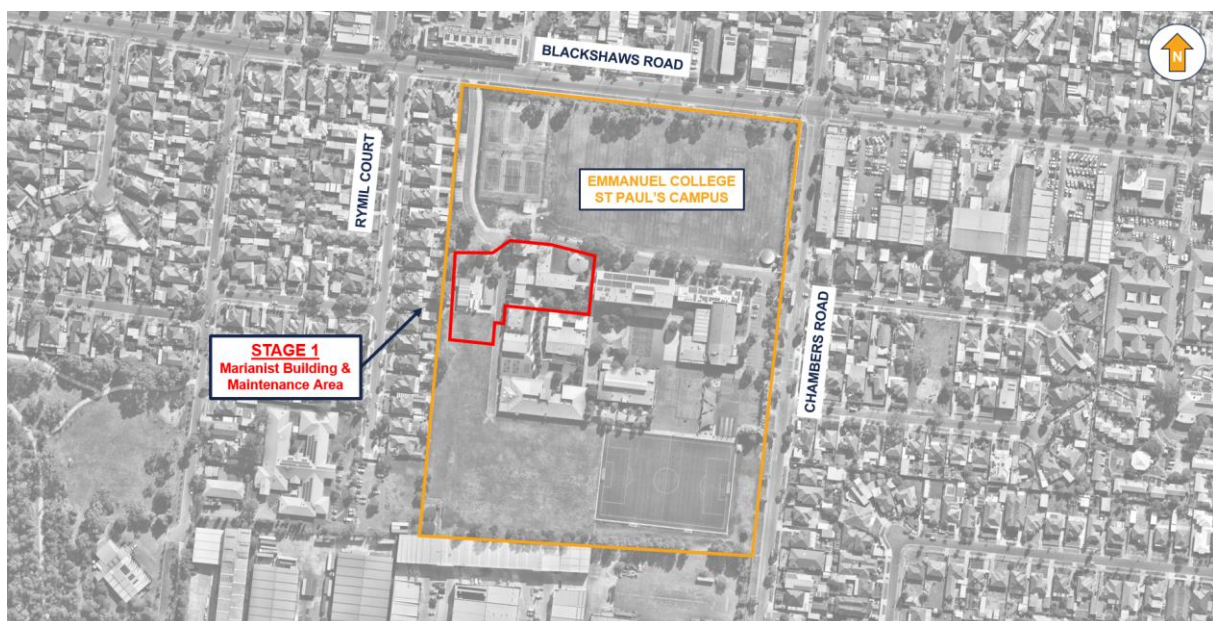 BLACKSHAWS ROAD
N
RYMIL COURT
EMMANUEL COLLEGE
ST PAUL'S CAMPUS
STAGE 1
Marianist Building &
Maintenance Area
CHAMBERS ROAD